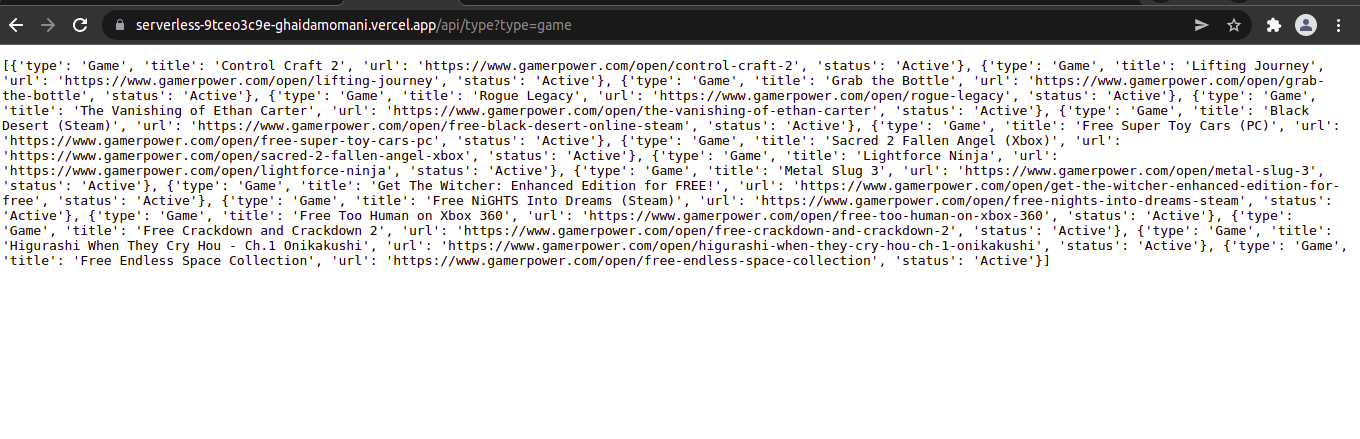 serverless-9tceo3c9e-ghaidamomani.vercel.app/api/type?type=game
[{'type': 'Game', 'title': 'Control Craft 2', 'url': 'https://www.gamerpower.com/open/control-craft-2', 'status': 'Active'}, {'type': 'Game', 'title': 'Lifting Journey',
'url': 'https://www.gamerpower.com/open/lifting-journey', 'status': 'Active'}, {'type': 'Game', 'title': 'Grab the Bottle', 'url': 'https://www.gamerpower.com/open/grab-
the-bottle', 'status': 'Active'}, {'type': 'Game', 'title': 'Rogue Legacy', 'url': 'https://www.gamerpower.com/open/rogue-legacy', 'status': 'Active'}, {'type': 'Game',
'title': 'The Vanishing of Ethan Carter', 'url': 'https://www.gamerpower.com/open/the-vanishing-of-ethan-carter', 'status': 'Active'}, {'type': 'Game', 'title': 'Black
Desert (Steam)', 'url': 'https://www.gamerpower.com/open/free-black-desert-online-steam', 'status': 'Active'}, {'type': 'Game', 'title': 'Free Super Toy Cars (PC)', 'url':
'https://www.gamerpower.com/open/free-super-toy-cars-pc', 'status': 'Active'}, {'type': 'Game', 'title': 'Sacred 2 Fallen Angel (Xbox)', 'url':
'https://www.gamerpower.com/open/sacred-2-fallen-angel-xbox', 'status': 'Active'}, {'type': 'Game', 'title': 'Lightforce Ninja', 'url':
'https://www.gamerpower.com/open/lightforce-ninja', 'status': 'Active'}, {'type': 'Game', 'title': 'Metal Slug 3', 'url': 'https://www.gamerpower.com/open/metal-slug-3',
'status': 'Active'}, {'type': 'Game', 'title': 'Get The Witcher: Enhanced Edition for FREE!', 'url': 'https://www.gamerpower.com/open/get-the-witcher-enhanced-edition-for-
free', 'status': 'Active'}, {'type': 'Game', 'title': 'Free NiGHTS Into Dreams (Steam)', 'url': 'https://www.gamerpower.com/open/free-nights-into-dreams-steam', 'status':
'Active'}, {'type': 'Game', 'title': 'Free Too Human on Xbox 360', 'url': 'https://www.gamerpower.com/open/free-too-human-on-xbox-360', 'status': 'Active'}, {'type':
'Game', 'title': 'Free Crackdown and Crackdown 2', 'url': 'https://www.gamerpower.com/open/free-crackdown-and-crackdown-2', 'status': 'Active'}, {'type': 'Game', 'title':
'Higurashi When They Cry Hou - Ch.1 Onikakushi', 'url': 'https://www.gamerpower.com/open/higurashi-when-they-cry-hou-ch-1-onikakushi', 'status': 'Active'}, {'type': 'Game',
'title': 'Free Endless Space Collection', 'url': 'https://www.gamerpower.com/open/free-endless-space-collection', 'status': 'Active'}]